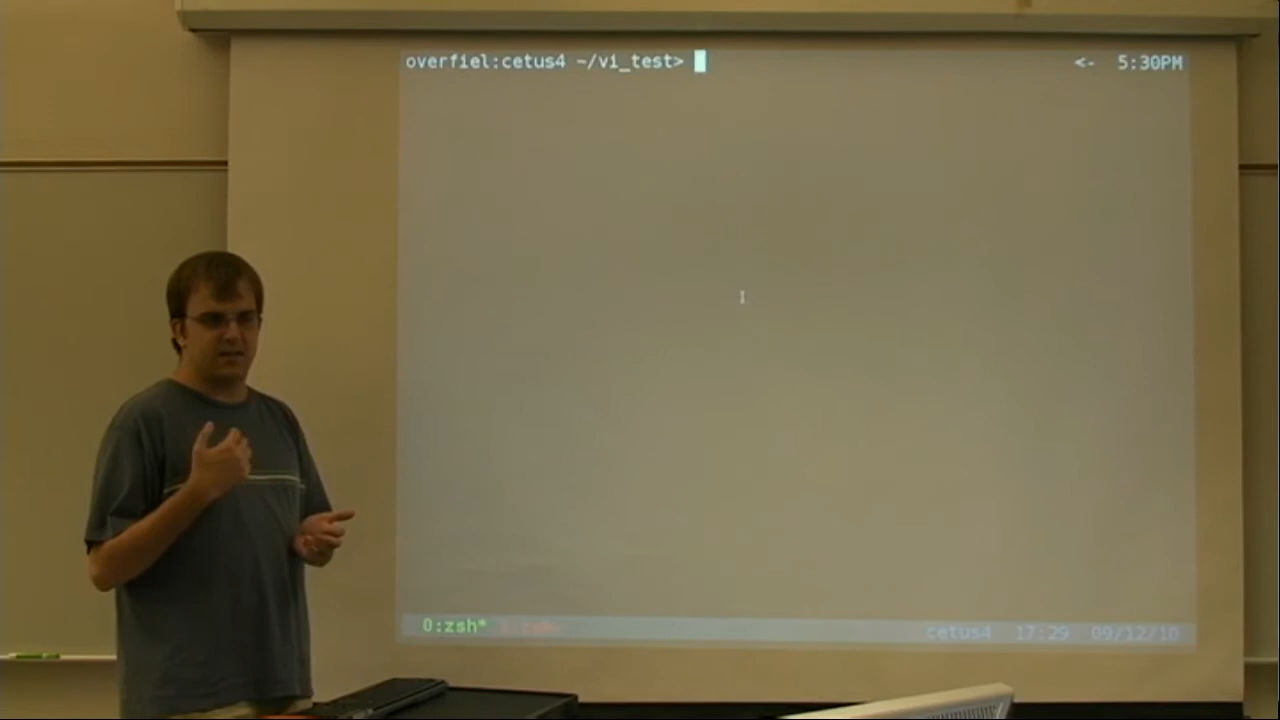 overfiel:cetus4 ~/vi_test> <- 5:30PM
0:zsh* cetus4 17:29 09/12/10